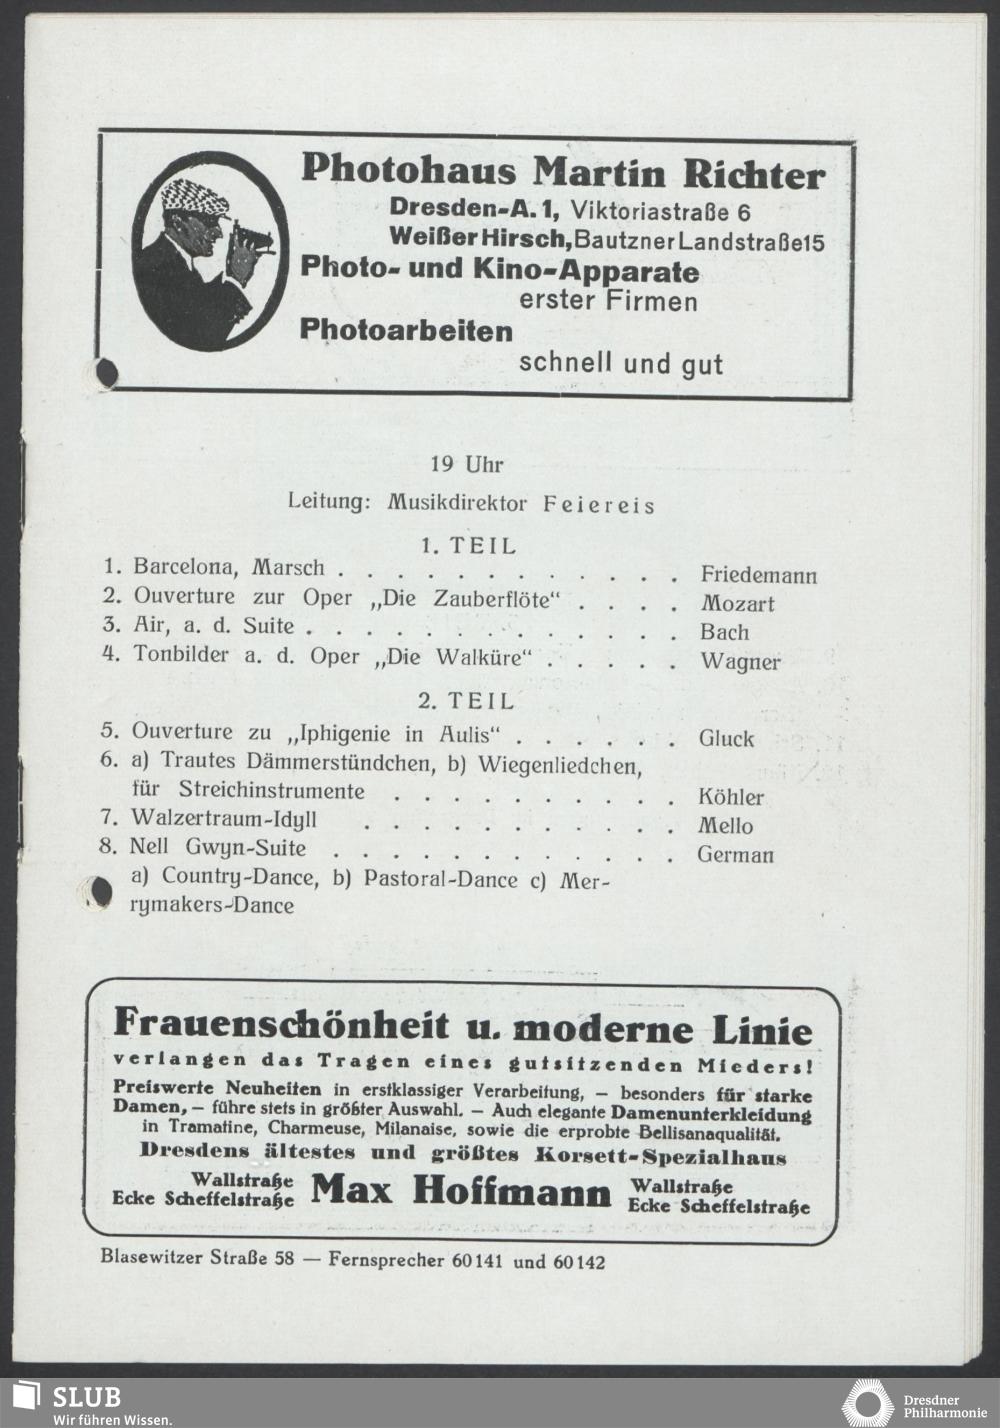 Photohaus Martin Richter
Dresden-A. 1, Viktoriastraße 6
Weißer Hirsch, Bautzner Landstraße 15
Photo- und Kino-Apparate
erster Firmen
Photoarbeiten
schnell und gut
19 Uhr
Leitung: Musikdirektor Feiereis
1. TEIL
1. Barcelona, Marsch . . . . . . . . . . . . Friedemann
2. Ouverture zur Oper „Die Zauberflöte“ . . . . Mozart
3. Air, a. d. Suite . . . . . . . . . . . . . Bach
4. Tonbilder a. d. Oper „Die Walküre“ . . . . . Wagner
2. TEIL
5. Ouverture zu „Iphigenie in Aulis“ . . . . . . Gluck
6. a) Trautes Dämmerstündchen, b) Wiegenliedchen,
für Streichinstrumente . . . . . . . . . . Köhler
7. Walzertraum-Idyll . . . . . . . . . . . Mello
8. Nell Gwyn-Suite . . . . . . . . . . . . German
a) Country-Dance, b) Pastoral-Dance c) Mer-
rymakers-Dance
Frauenschönheit u. moderne Linie
verlangen das Tragen eines gutsitzenden Mieders!
Preiswerte Neuheiten in erstklassiger Verarbeitung, — besonders für starke
Damen, — führe stets in größter Auswahl. — Auch elegante Damenunterkleidung
in Tramatine, Charmeuse, Milanaise, sowie die erprobte Bellisanaqualität.
Dresdens ältestes und größtes Korsett-Spezialhaus
Wallstraße
Ecke Scheffelstraße
Max Hoffmann
Wallstraße
Ecke Scheffelstraße
Blasewitzer Straße 58 — Fernsprecher 60141 und 60142
SLUB
Wir führen Wissen.
Dresdner
Philharmonie